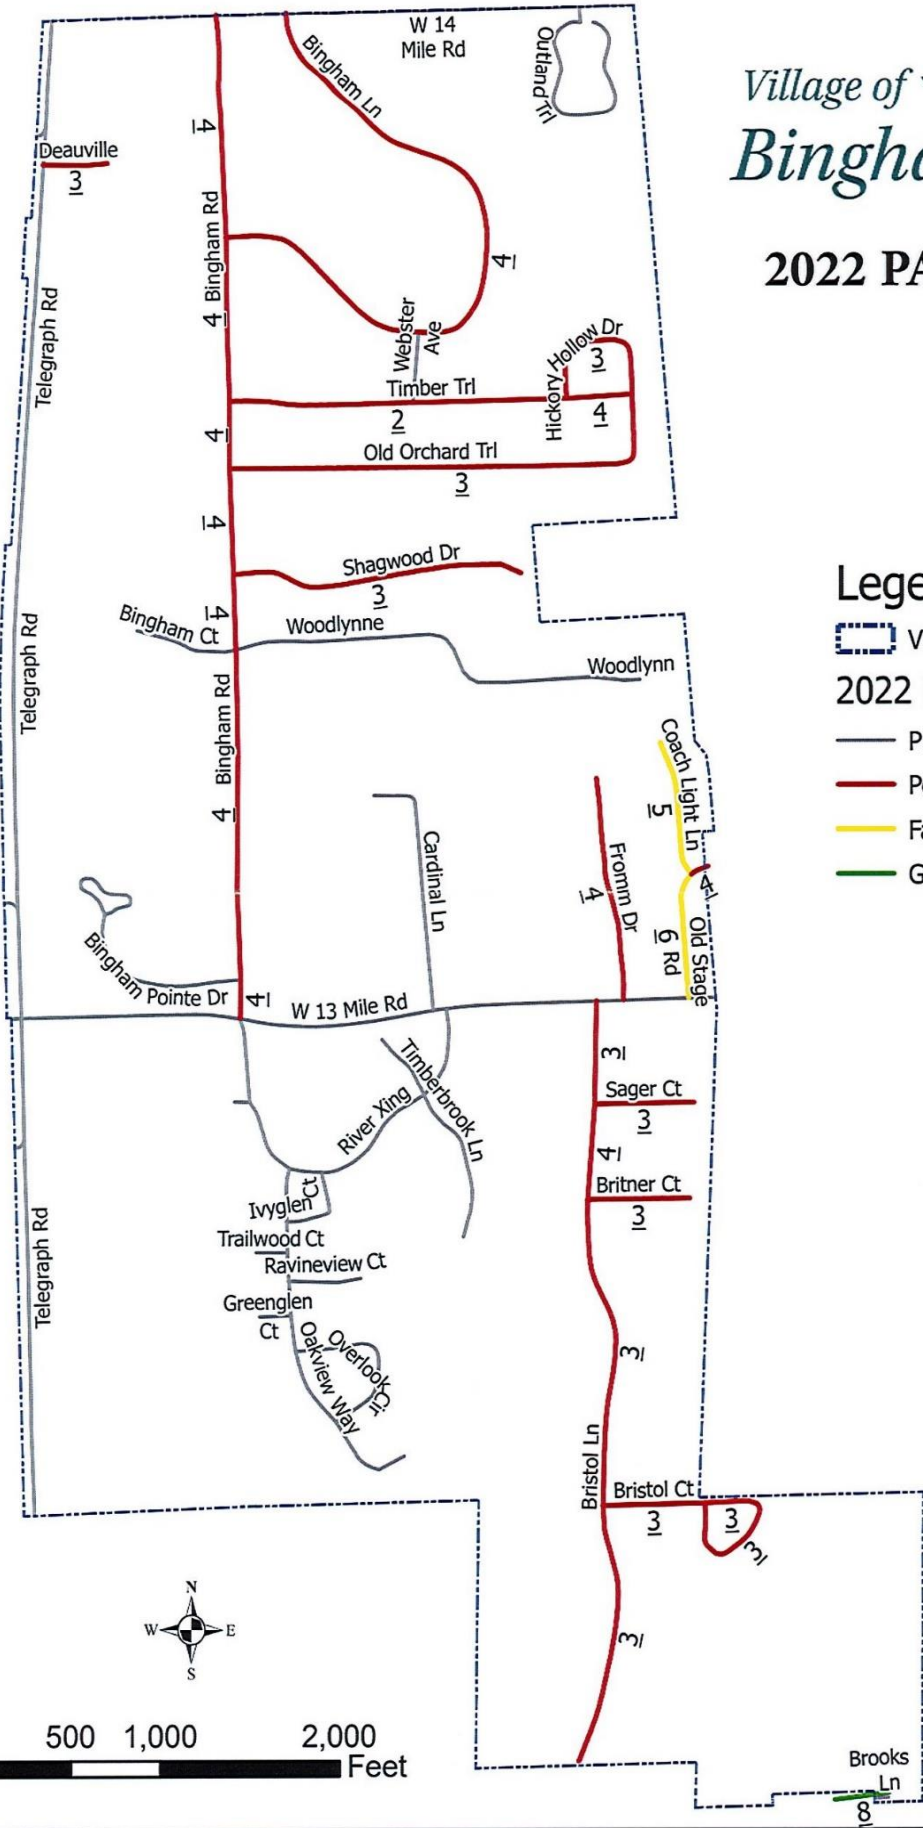 W 14
Mile Rd
Outland Trl
Bingham Ln
Village of
Bingh
2022 PA
4
Deauville
3
Bingham Rd
4
4
Telegraph Rd
Webster
Ave
Hickory Hollow Dr
3
Timber Trl
2
4
4
Old Orchard Trl
3
4
Shagwood Dr
3
Lege
V
2022
P
P
F
G
4
Bingham Ct
Woodlynne
Woodlynn
Telegraph Rd
Bingham Rd
4
Coach Light Ln
5
4
Cardinal Ln
Fromm Dr
4
Old Stage
Rd
6
Bingham
Pointe Dr
4
W 13 Mile Rd
3
Timberbrook Ln
Sager Ct
3
River Xing
4
Britner Ct
3
Ivyglen Ct
Trailwood Ct
Ravineview Ct
Greenglen
Ct
Telegraph Rd
Overlook Cir
Oakview Way
3
Bristol Ln
Bristol Ct
3
3
3
3
N
W
E
S
500
1,000
2,000
Feet
Brooks
Ln
8